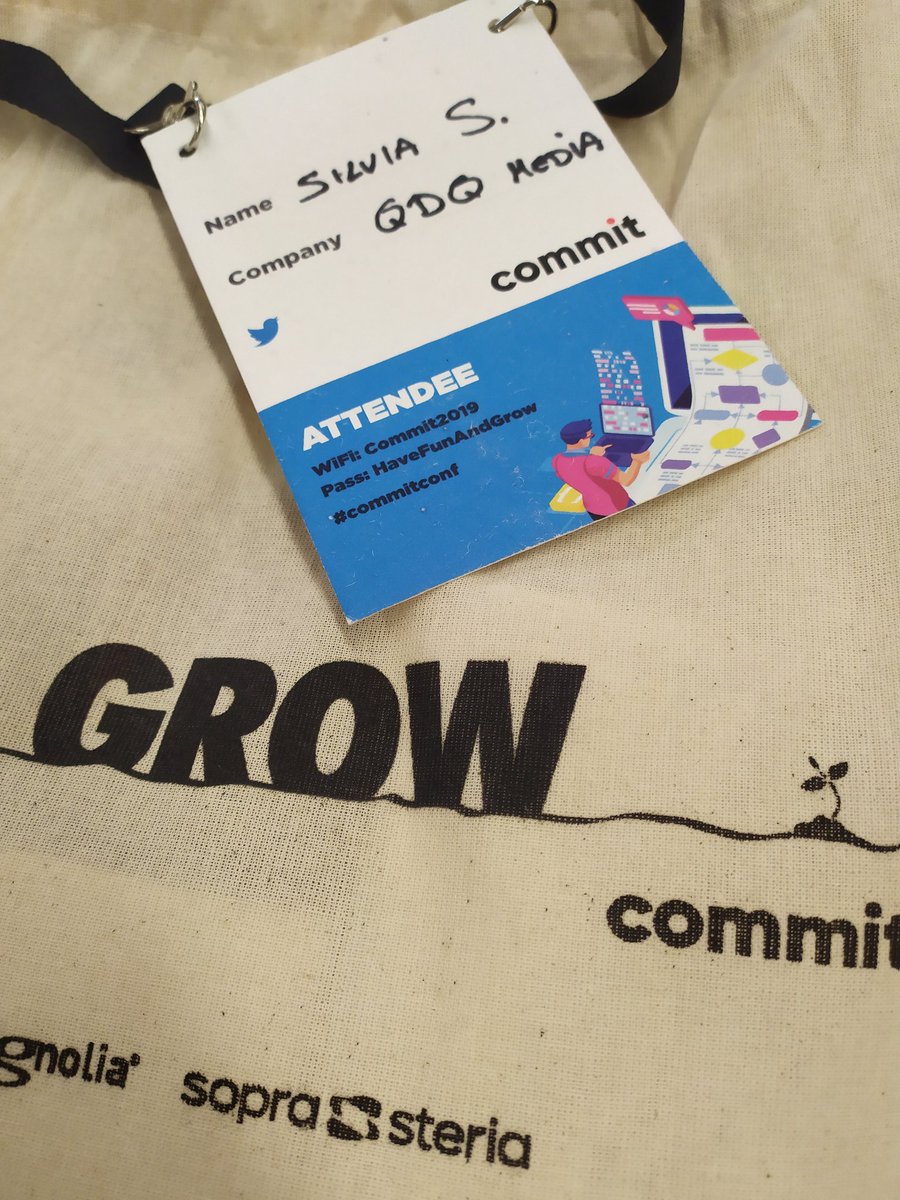 Name SILVIA S.
Company QDQ MEDIA
commit
ATTENDEE
WiFi: Commit2019
Pass: HaveFunAndGrow
#commitconf
GROW
commit
gnolia
sopra steria